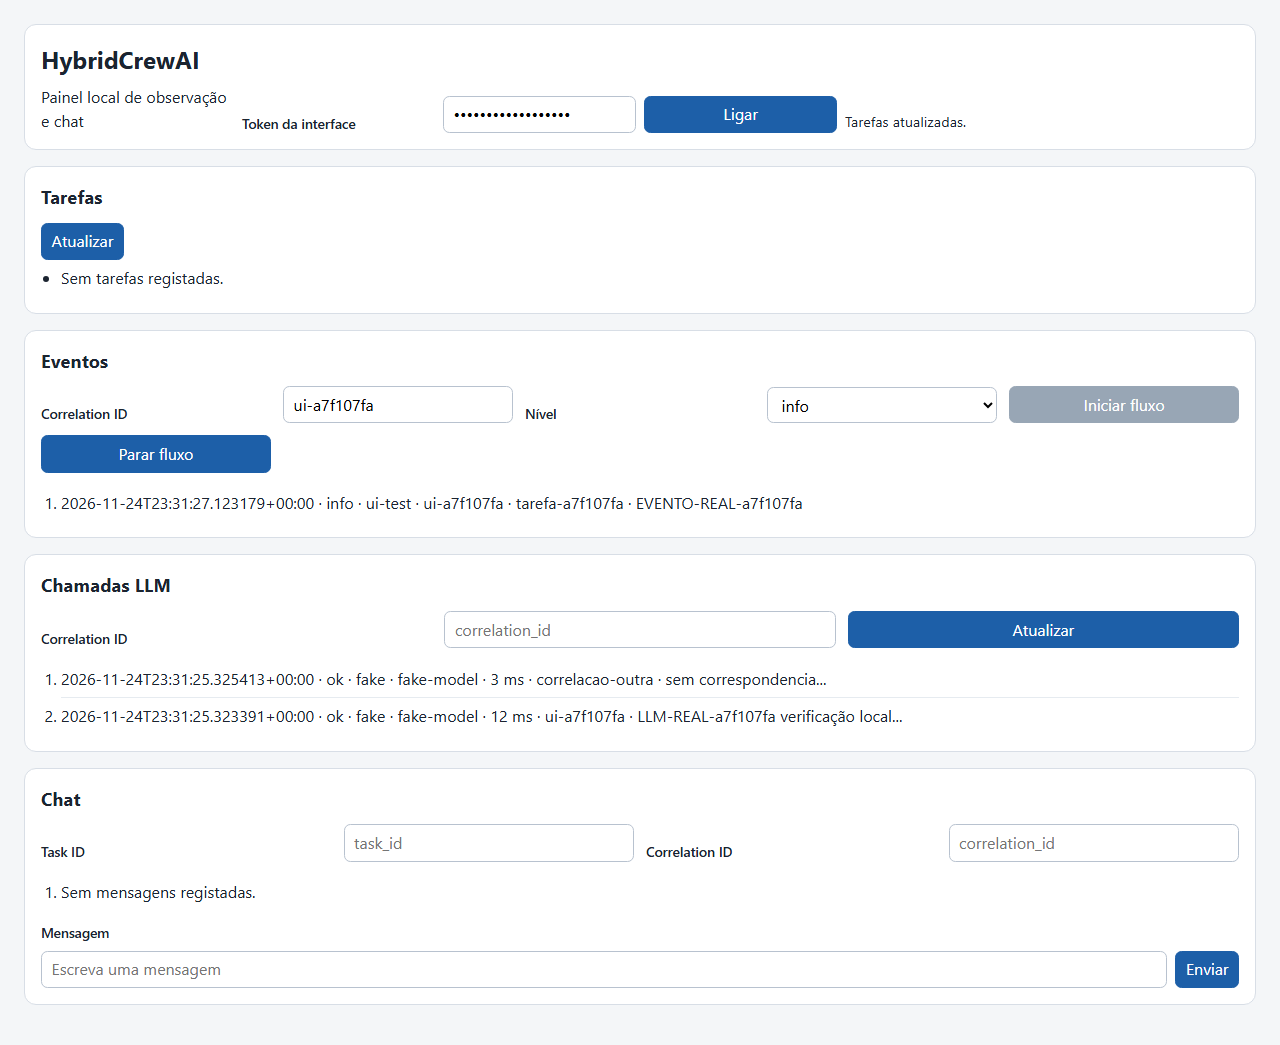 HybridCrewAI
Painel local de observação
e chat
Token da interface
••••••••••••••••••
Ligar
Tarefas atualizadas.
Tarefas
Atualizar
• Sem tarefas registadas.
Eventos
Correlation ID
ui-a7f107fa
Nível
info
Iniciar fluxo
Parar fluxo
1. 2026-11-24T23:31:27.123179+00:00 · info · ui-test · ui-a7f107fa · tarefa-a7f107fa · EVENTO-REAL-a7f107fa
Chamadas LLM
Correlation ID
correlation_id
Atualizar
1. 2026-11-24T23:31:25.325413+00:00 · ok · fake · fake-model · 3 ms · correlacao-outra · sem correspondencia...
2. 2026-11-24T23:31:25.323391+00:00 · ok · fake · fake-model · 12 ms · ui-a7f107fa · LLM-REAL-a7f107fa verificação local...
Chat
Task ID
task_id
Correlation ID
correlation_id
1. Sem mensagens registadas.
Mensagem
Escreva uma mensagem
Enviar